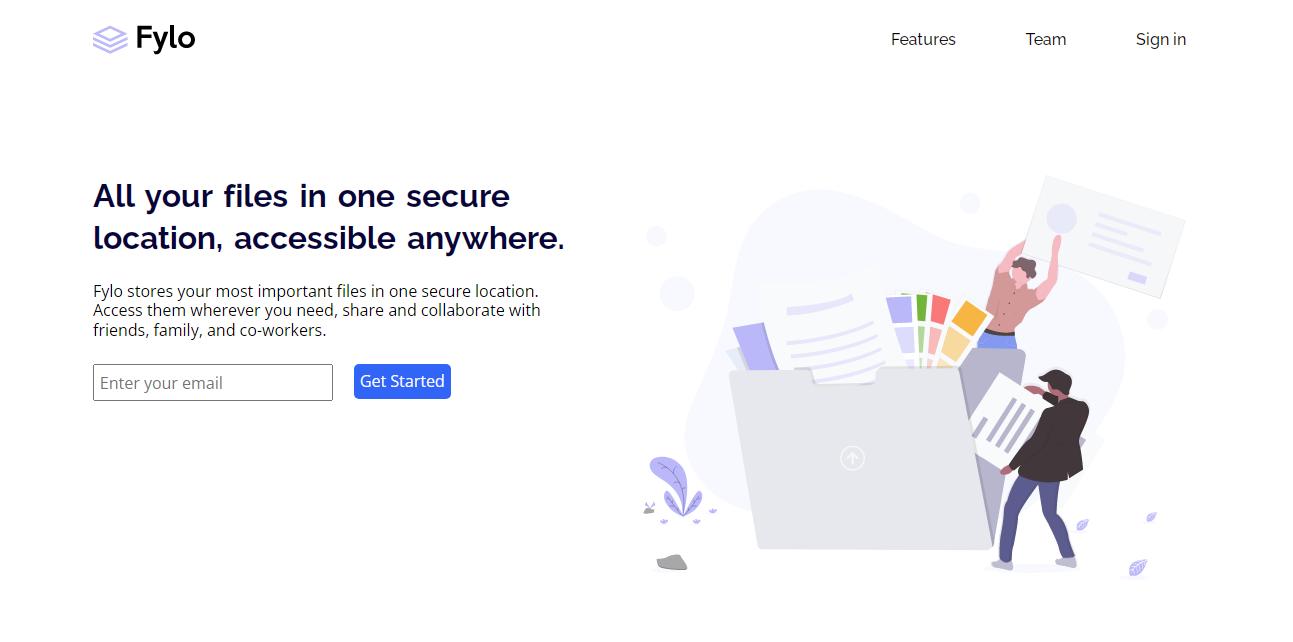 Fylo
Features
Team
Sign in
All your files in one secure
location, accessible anywhere.
Fylo stores your most important files in one secure location.
Access them wherever you need, share and collaborate with
friends, family, and co-workers.
Enter your email
Get Started